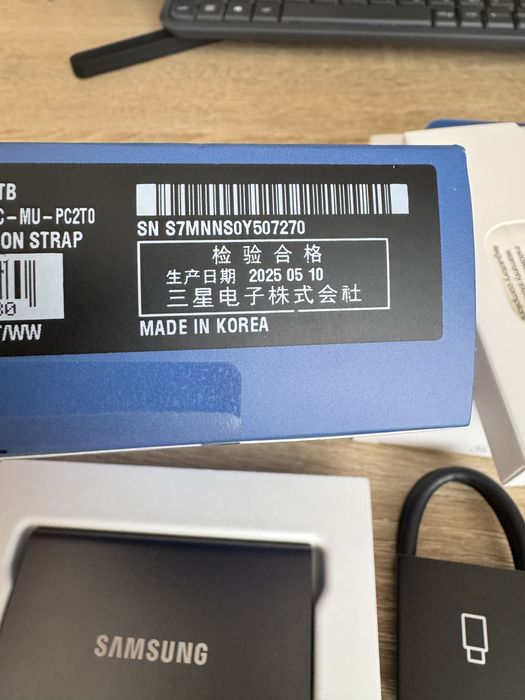 TB
C-MU-PC2T0
ON STRAP
/WW
SN S7MNNS0Y507270
检验合格
生产日期 2025 05 10
三星电子株式会社
MADE IN KOREA
SAMSUNG